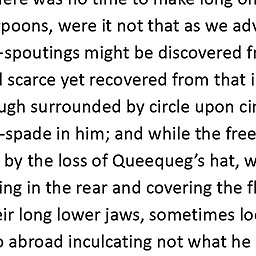 ere was no time to make long on
rpoons, were it not that as we adv
-spoutings might be discovered fr
scarce yet recovered from that i
ugh surrounded by circle upon cir
-spade in him; and while the free
by the loss of Queequeg's hat, w
ing in the rear and covering the fl
eir long lower jaws, sometimes loo
abroad inculcating not what he